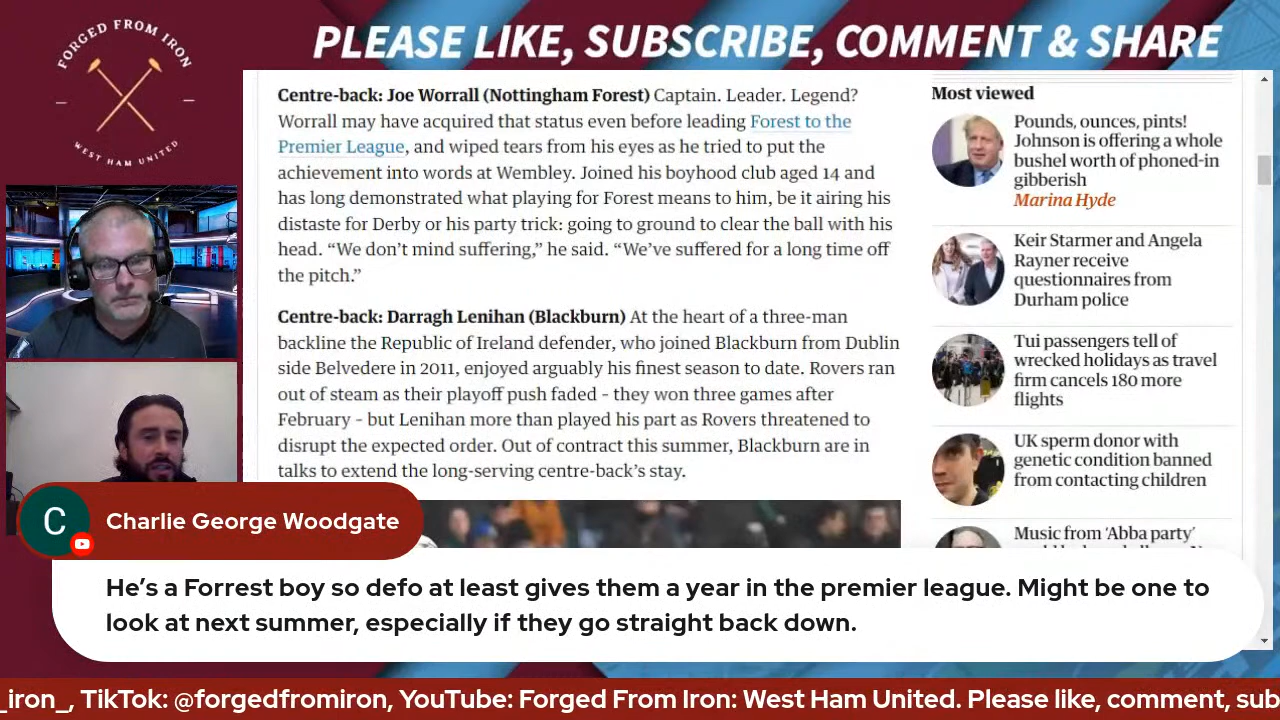 PLEASE LIKE, SUBSCRIBE, COMMENT & SHARE
FORGED FROM IRON
WEST HAM UNITED
Centre-back: Joe Worrall (Nottingham Forest) Captain. Leader. Legend?
Worrall may have acquired that status even before leading Forest to the
Premier League, and wiped tears from his eyes as he tried to put the
achievement into words at Wembley. Joined his boyhood club aged 14 and
has long demonstrated what playing for Forest means to him, be it airing his
distaste for Derby or his party trick: going to ground to clear the ball with his
head. “We don’t mind suffering,” he said. “We’ve suffered for a long time off
the pitch.”
Centre-back: Darragh Lenihan (Blackburn) At the heart of a three-man
backline the Republic of Ireland defender, who joined Blackburn from Dublin
side Belvedere in 2011, enjoyed arguably his finest season to date. Rovers ran
out of steam as their playoff push faded – they won three games after
February – but Lenihan more than played his part as Rovers threatened to
disrupt the expected order. Out of contract this summer, Blackburn are in
talks to extend the long-serving centre-back’s stay.
Most viewed
Pounds, ounces, pints!
Johnson is offering a whole
bushel worth of phoned-in
gibberish
Marina Hyde
Keir Starmer and Angela
Rayner receive
questionnaires from
Durham police
Tui passengers tell of
wrecked holidays as travel
firm cancels 180 more
flights
UK sperm donor with
genetic condition banned
from contacting children
Music from ‘Abba party’
C
Charlie George Woodgate
He’s a Forrest boy so defo at least gives them a year in the premier league. Might be one to
look at next summer, especially if they go straight back down.
_iron_, TikTok: @forgedfromiron, YouTube: Forged From Iron: West Ham United. Please like, comment, sub